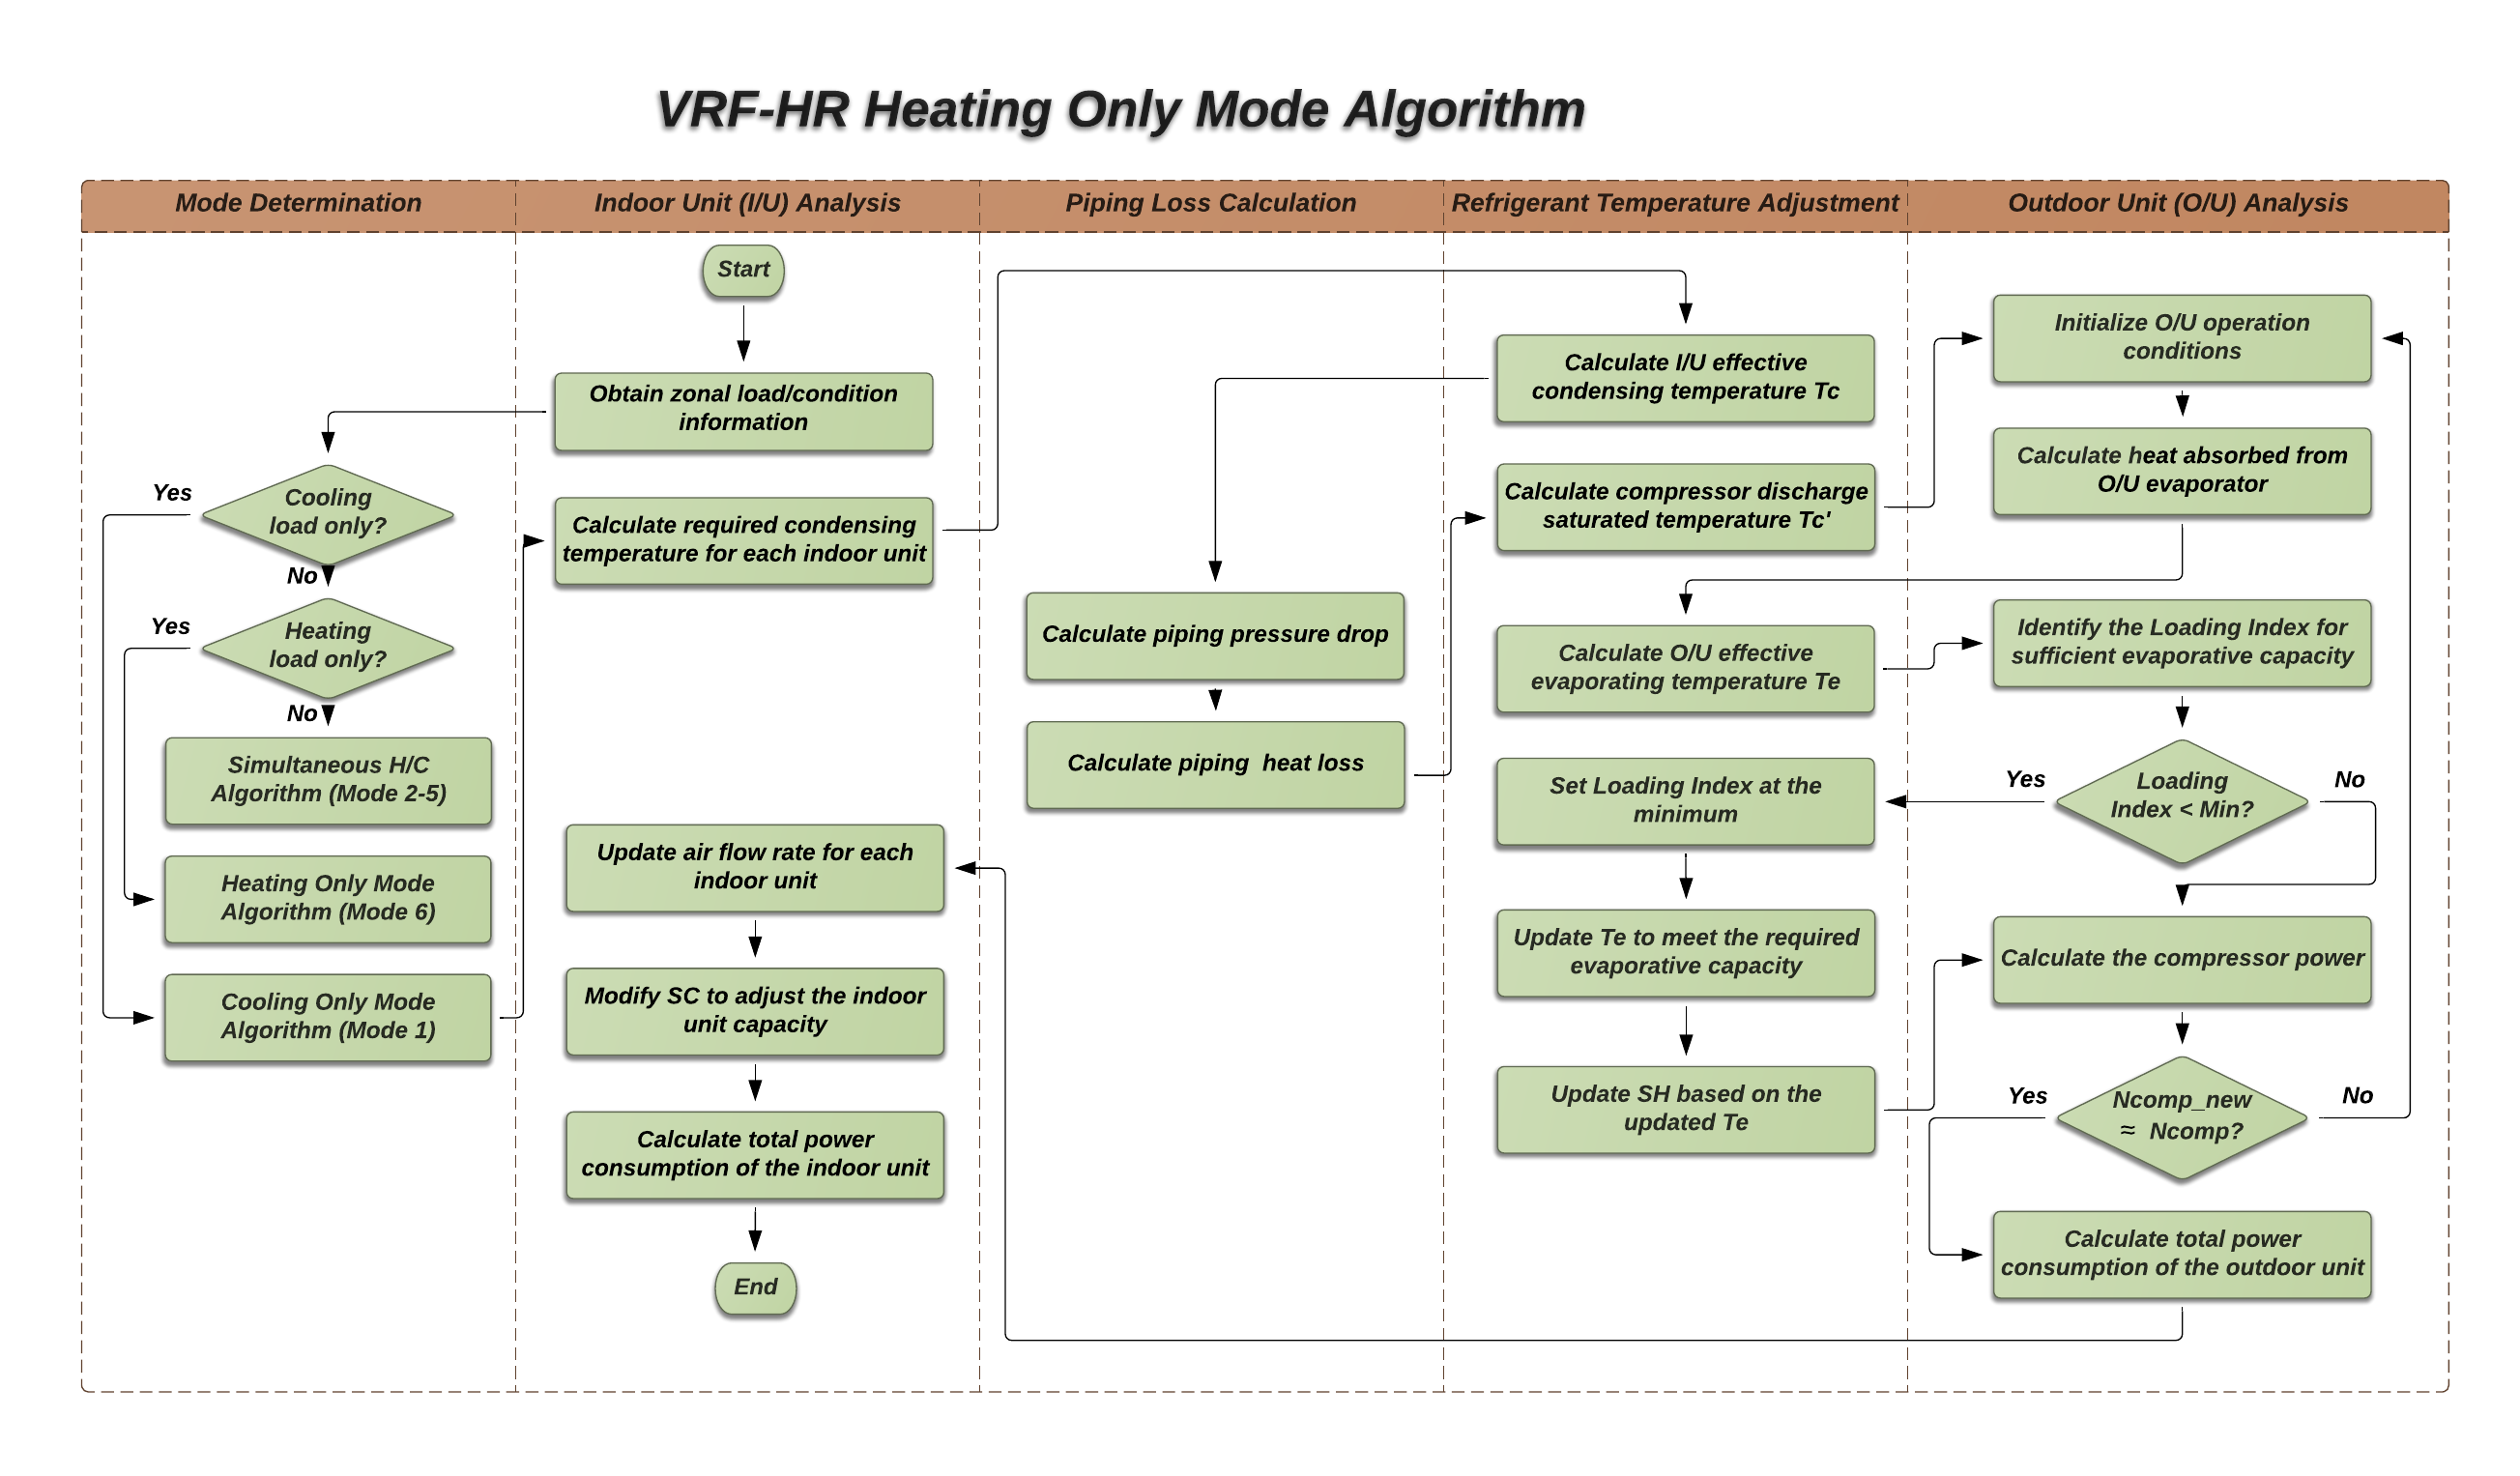 VRF-HR Heating Only Mode Algorithm
Mode Determination
Indoor Unit (I/U) Analysis
Piping Loss Calculation
Refrigerant Temperature Adjustment
Outdoor Unit (O/U) Analysis
Cooling
load only?
Yes
No
Heating
load only?
Yes
No
Simultaneous H/C
Algorithm (Mode 2-5)
Heating Only Mode
Algorithm (Mode 6)
Cooling Only Mode
Algorithm (Mode 1)
Start
Obtain zonal load/condition
information
Calculate required condensing
temperature for each indoor unit
Update air flow rate for each
indoor unit
Modify SC to adjust the indoor
unit capacity
Calculate total power
consumption of the indoor unit
End
Calculate piping pressure drop
Calculate piping  heat loss
Calculate I/U effective
condensing temperature Tc
Calculate compressor discharge
saturated temperature Tc'
Calculate O/U effective
evaporating temperature Te
Set Loading Index at the
minimum
Update Te to meet the required
evaporative capacity
Update SH based on the
updated Te
Initialize O/U operation
conditions
Calculate heat absorbed from
O/U evaporator
Identify the Loading Index for
sufficient evaporative capacity
Loading
Index < Min?
Yes
No
Calculate the compressor power
Ncomp_new
≈ Ncomp?
Yes
No
Calculate total power
consumption of the outdoor unit